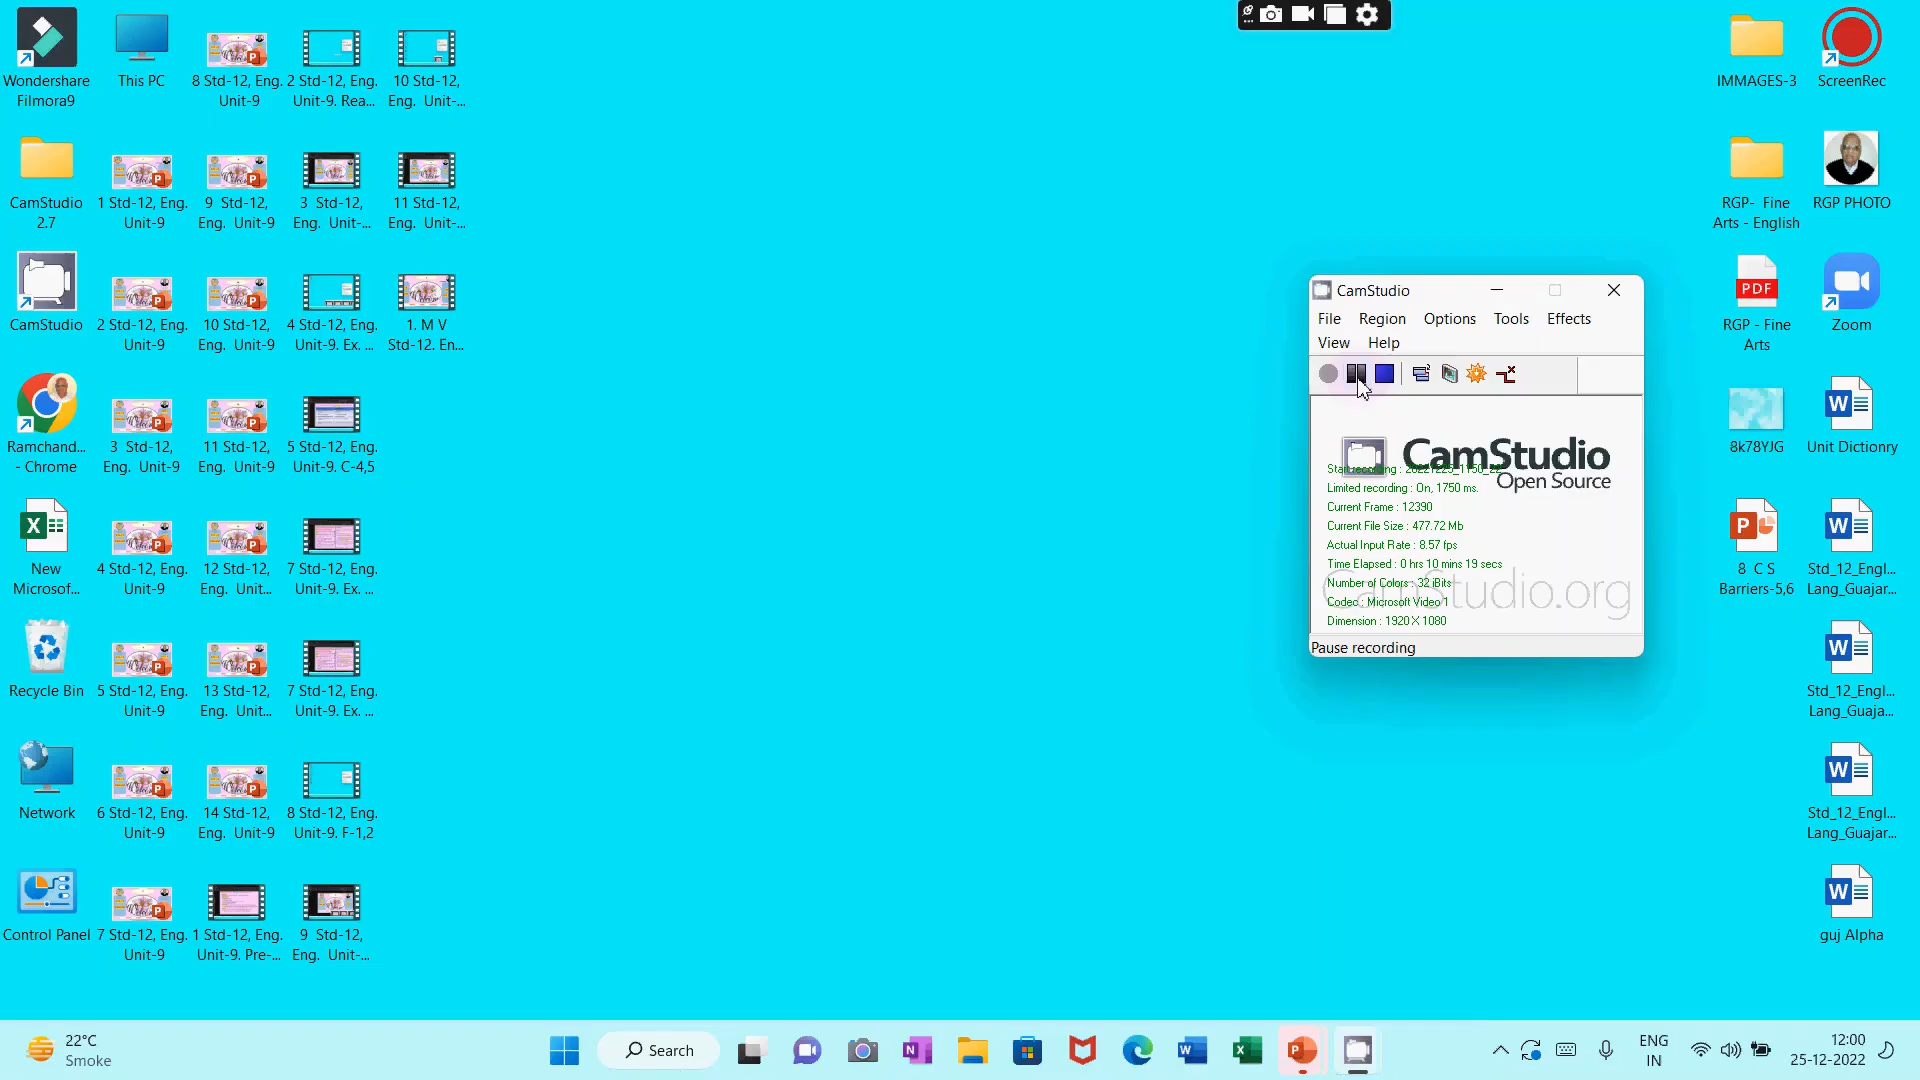 Wondershare
Filmora9
This PC
8 Std-12, Eng.
Unit-9
2 Std-12, Eng.
Unit-9. Rea...
10 Std-12,
Eng. Unit-...
IMMAGES-3
ScreenRec
CamStudio
2.7
1 Std-12, Eng.
Unit-9
9 Std-12,
Eng. Unit-9
3 Std-12,
Eng. Unit-...
11 Std-12,
Eng. Unit-...
RGP- Fine
Arts - English
RGP PHOTO
CamStudio
2 Std-12, Eng.
Unit-9
10 Std-12,
Eng. Unit-9
4 Std-12, Eng.
Unit-9. Ex. ...
1. M V
Std-12. En...
PDF
RGP - Fine
Arts
Zoom
Ramchand...
- Chrome
3 Std-12,
Eng. Unit-9
11 Std-12,
Eng. Unit-9
5 Std-12, Eng.
Unit-9. C-4,5
8k78YJG
Unit Dictionry
New
Microsof...
4 Std-12, Eng.
Unit-9
12 Std-12,
Eng. Unit...
7 Std-12, Eng.
Unit-9. Ex. ...
8 C S
Barriers-5,6
Std_12_Engl...
Lang_Guajar...
Recycle Bin
5 Std-12, Eng.
Unit-9
13 Std-12,
Eng. Unit...
7 Std-12, Eng.
Unit-9. Ex. ...
Std_12_Engl...
Lang_Guaja...
Network
6 Std-12, Eng.
Unit-9
14 Std-12,
Eng. Unit-9
8 Std-12, Eng.
Unit-9. F-1,2
Std_12_Engl...
Lang_Guajar...
Control Panel
7 Std-12, Eng.
Unit-9
1 Std-12, Eng.
Unit-9. Pre-...
9 Std-12,
Eng. Unit-...
guj Alpha
CamStudio
File Region Options Tools Effects
View Help
CamStudio
Open Source
Start recording : 20221225_1150_22
Limited recording : On, 1750 ms.
Current Frame : 12390
Current File Size : 477.72 Mb
Actual Input Rate : 8.57 fps
Time Elapsed : 0 hrs 10 mins 19 secs
Number of Colors : 32 iBits
CamStudio.org
Codec : Microsoft Video 1
Dimension : 1920 X 1080
Pause recording
22°C
Smoke
Search
ENG
IN
12:00
25-12-2022